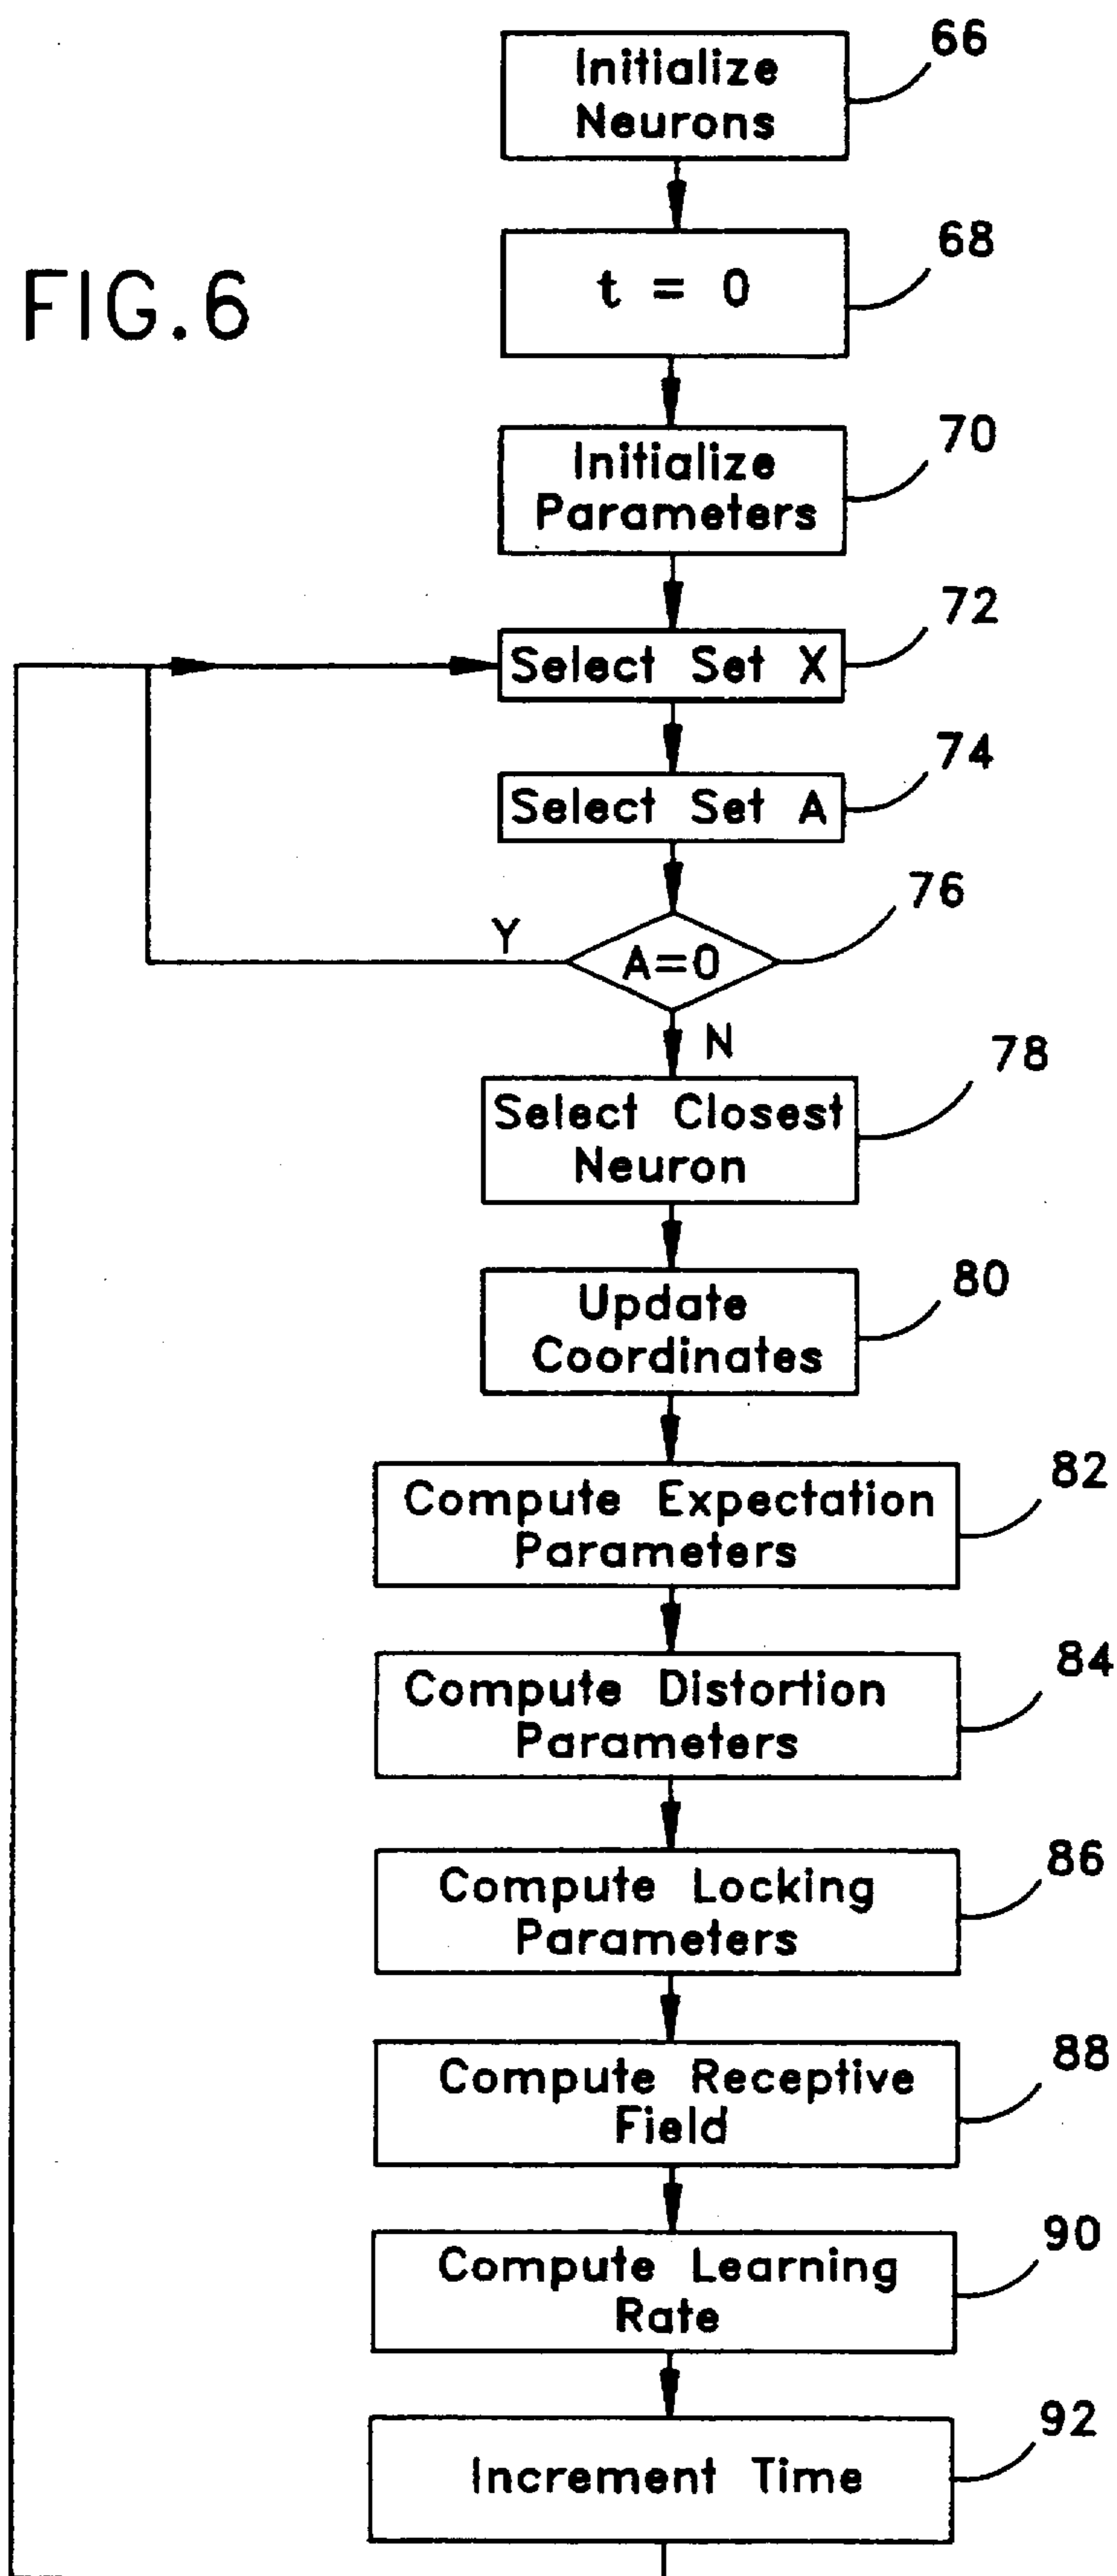 66
Initialize
Neurons
68
FIG.6
t = 0
70
Initialize
Parameters
72
Select Set X
74
Select Set A
76
Y
A=0
N
78
Select Closest
Neuron
80
Update
Coordinates
82
Compute Expectation
Parameters
84
Compute Distortion
Parameters
86
Compute Locking
Parameters
88
Compute Receptive
Field
90
Compute Learning
Rate
92
Increment Time